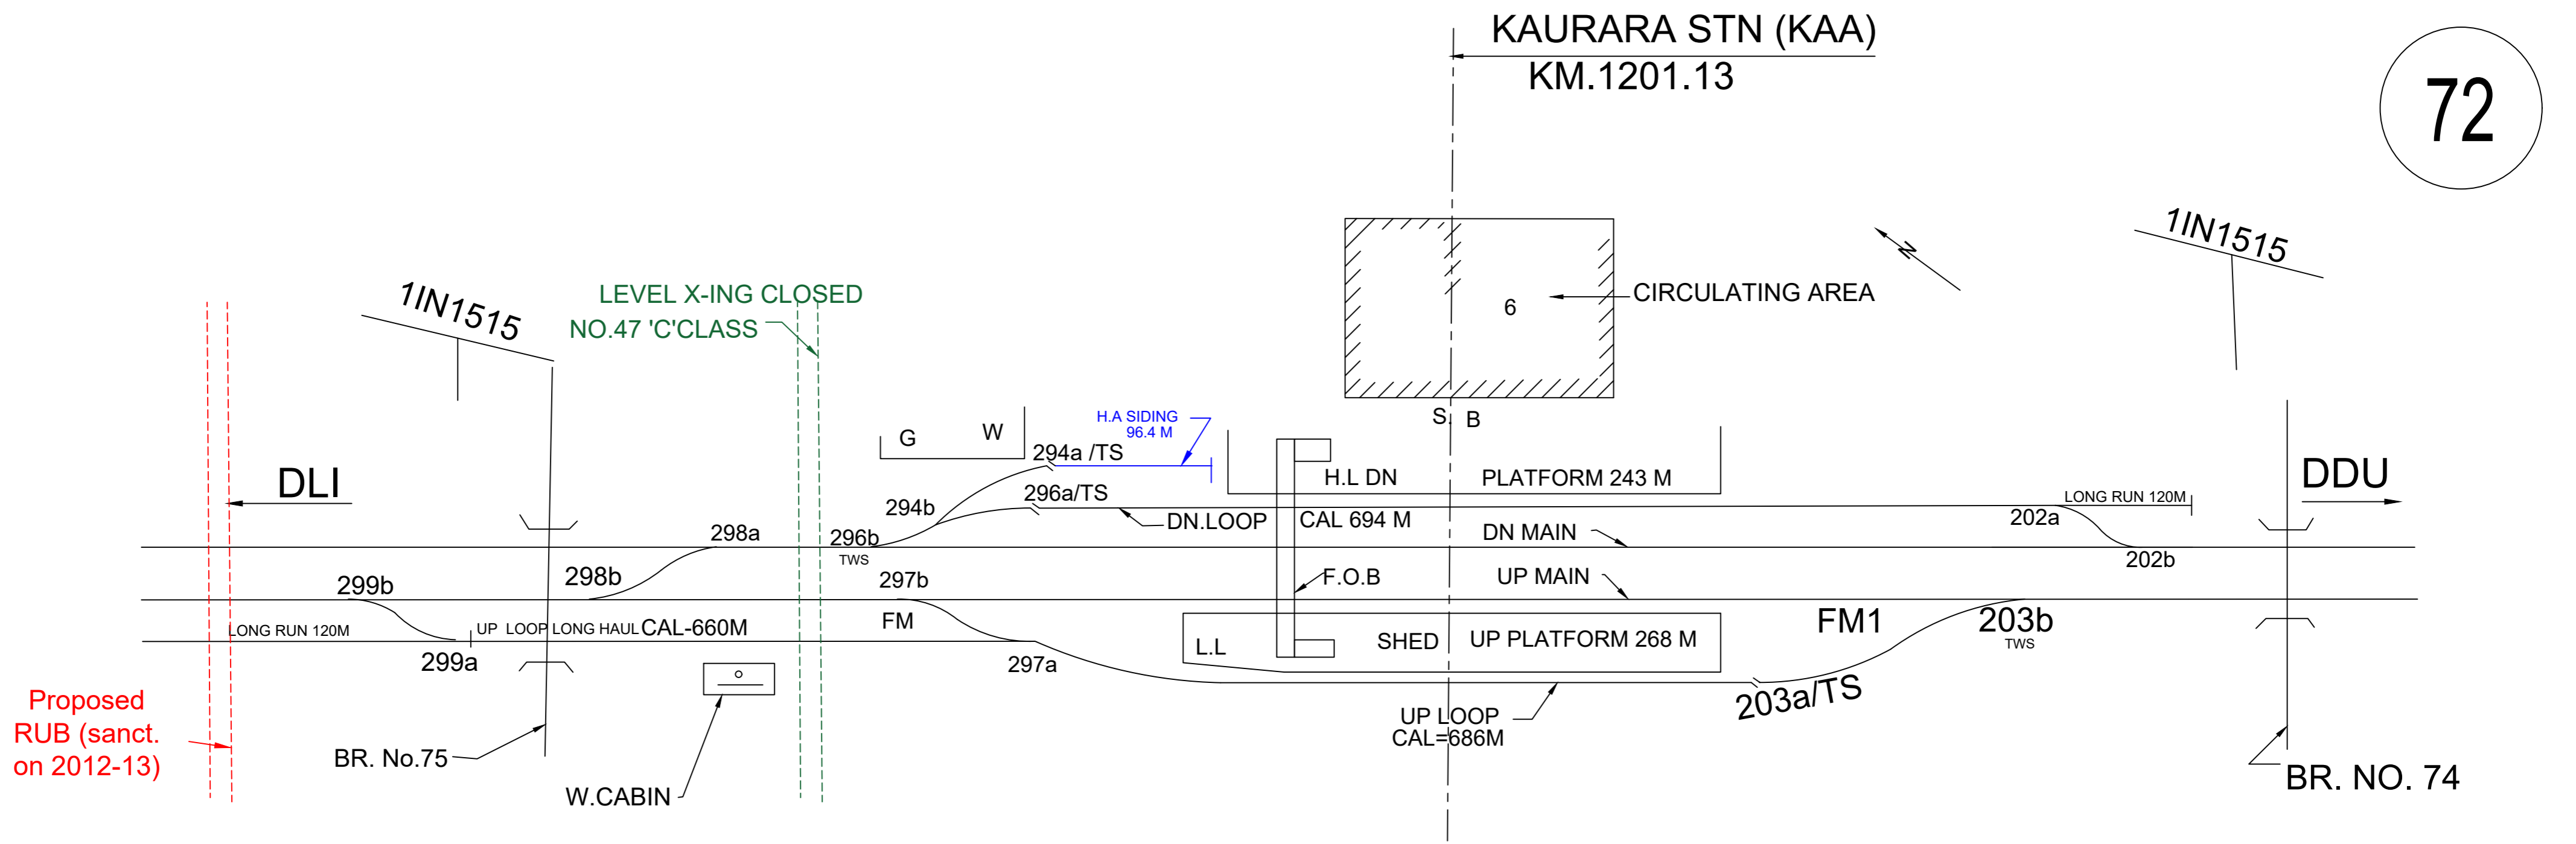 KAURARA STN (KAA)
KM.1201.13
72
1IN1515
1IN1515
N
LEVEL X-ING CLOSED
NO.47 'C'CLASS
6
CIRCULATING AREA
S. B
H.A SIDING
96.4 M
G W
294a /TS
DLI
H.L DN PLATFORM 243 M
DDU
296a/TS
LONG RUN 120M
294b
DN.LOOP CAL 694 M
202a
298a
296b
TWS
DN MAIN
202b
299b
298b
297b
F.O.B
UP MAIN
LONG RUN 120M
UP LOOP LONG HAUL CAL-660M
FM
FM1
203b
TWS
L.L
SHED UP PLATFORM 268 M
299a
297a
203a/TS
UP LOOP
CAL=686M
Proposed
RUB (sanct.
on 2012-13)
BR. No.75
W.CABIN
BR. NO. 74